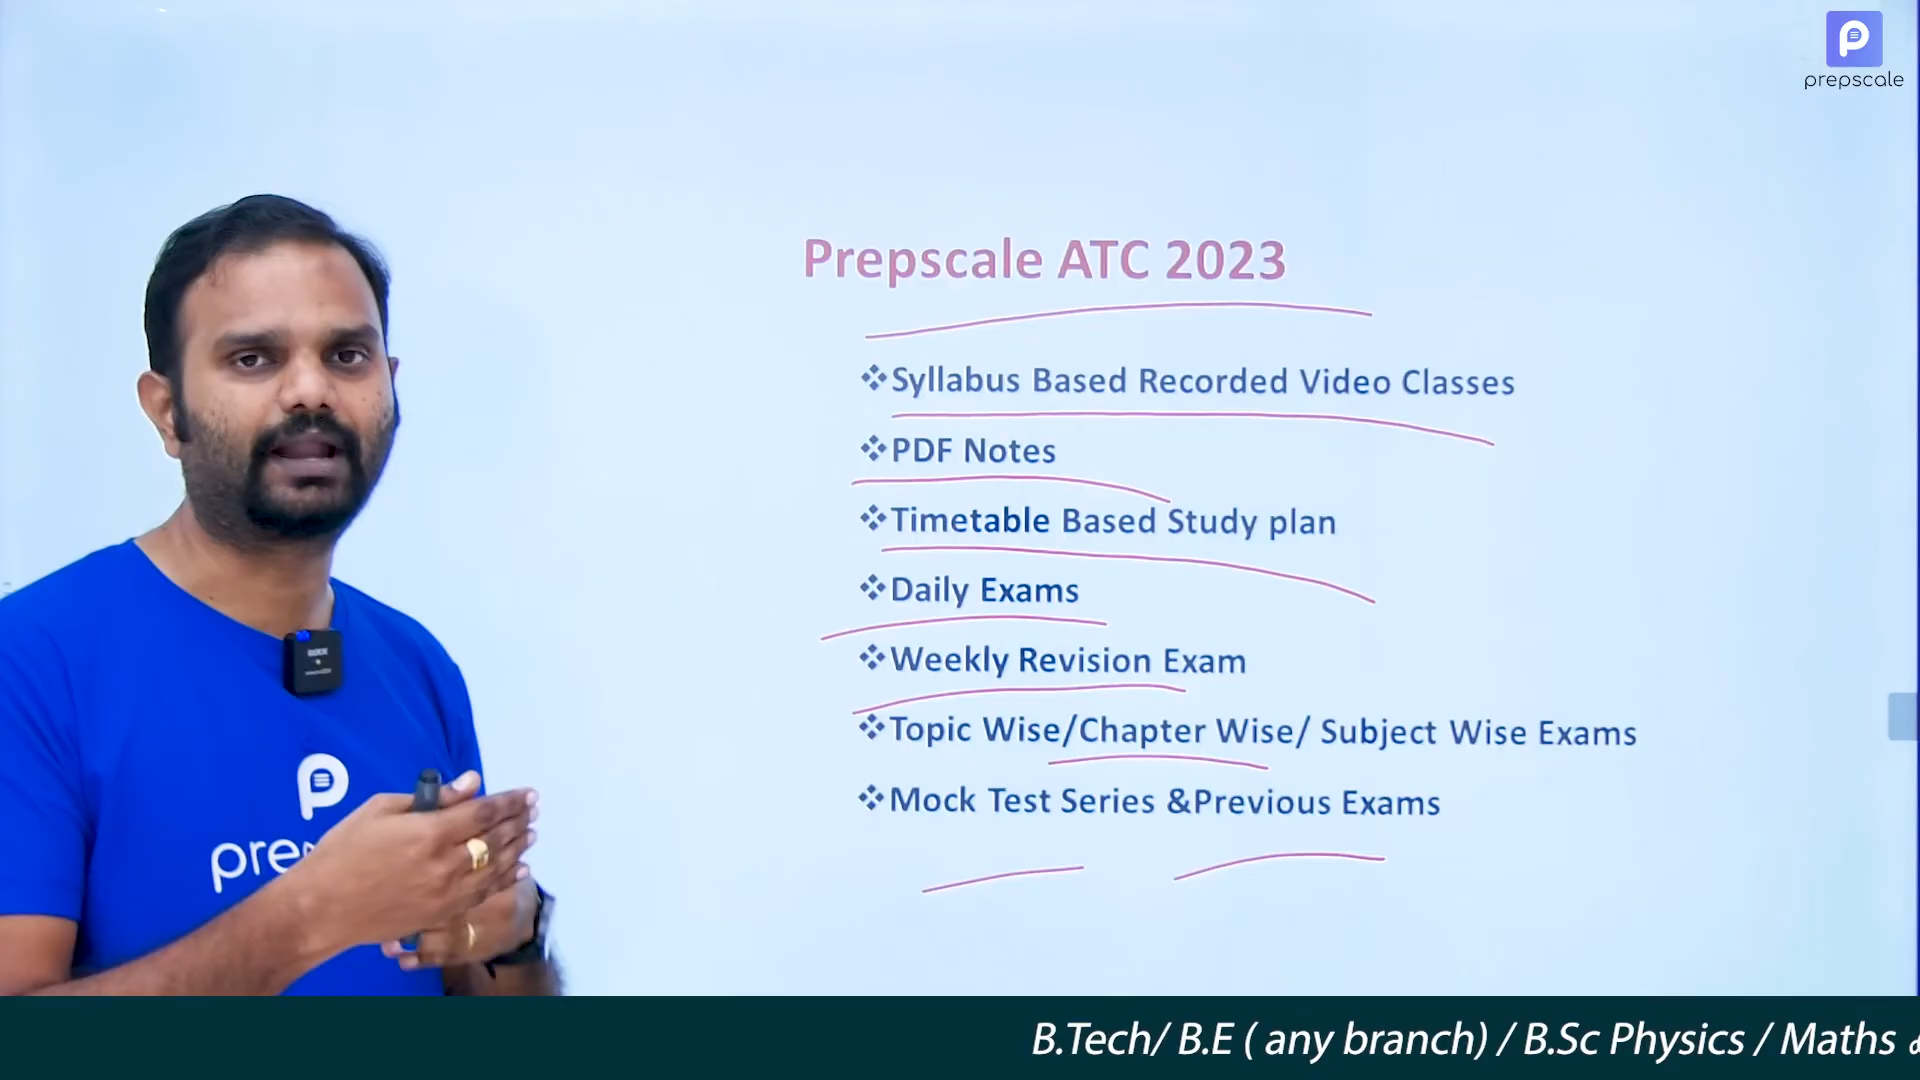 prepscale
Prepscale ATC 2023
Syllabus Based Recorded Video Classes
PDF Notes
Timetable Based Study plan
Daily Exams
Weekly Revision Exam
Topic Wise/Chapter Wise/ Subject Wise Exams
Mock Test Series &Previous Exams
B.Tech/ B.E ( any branch) / B.Sc Physics / Maths